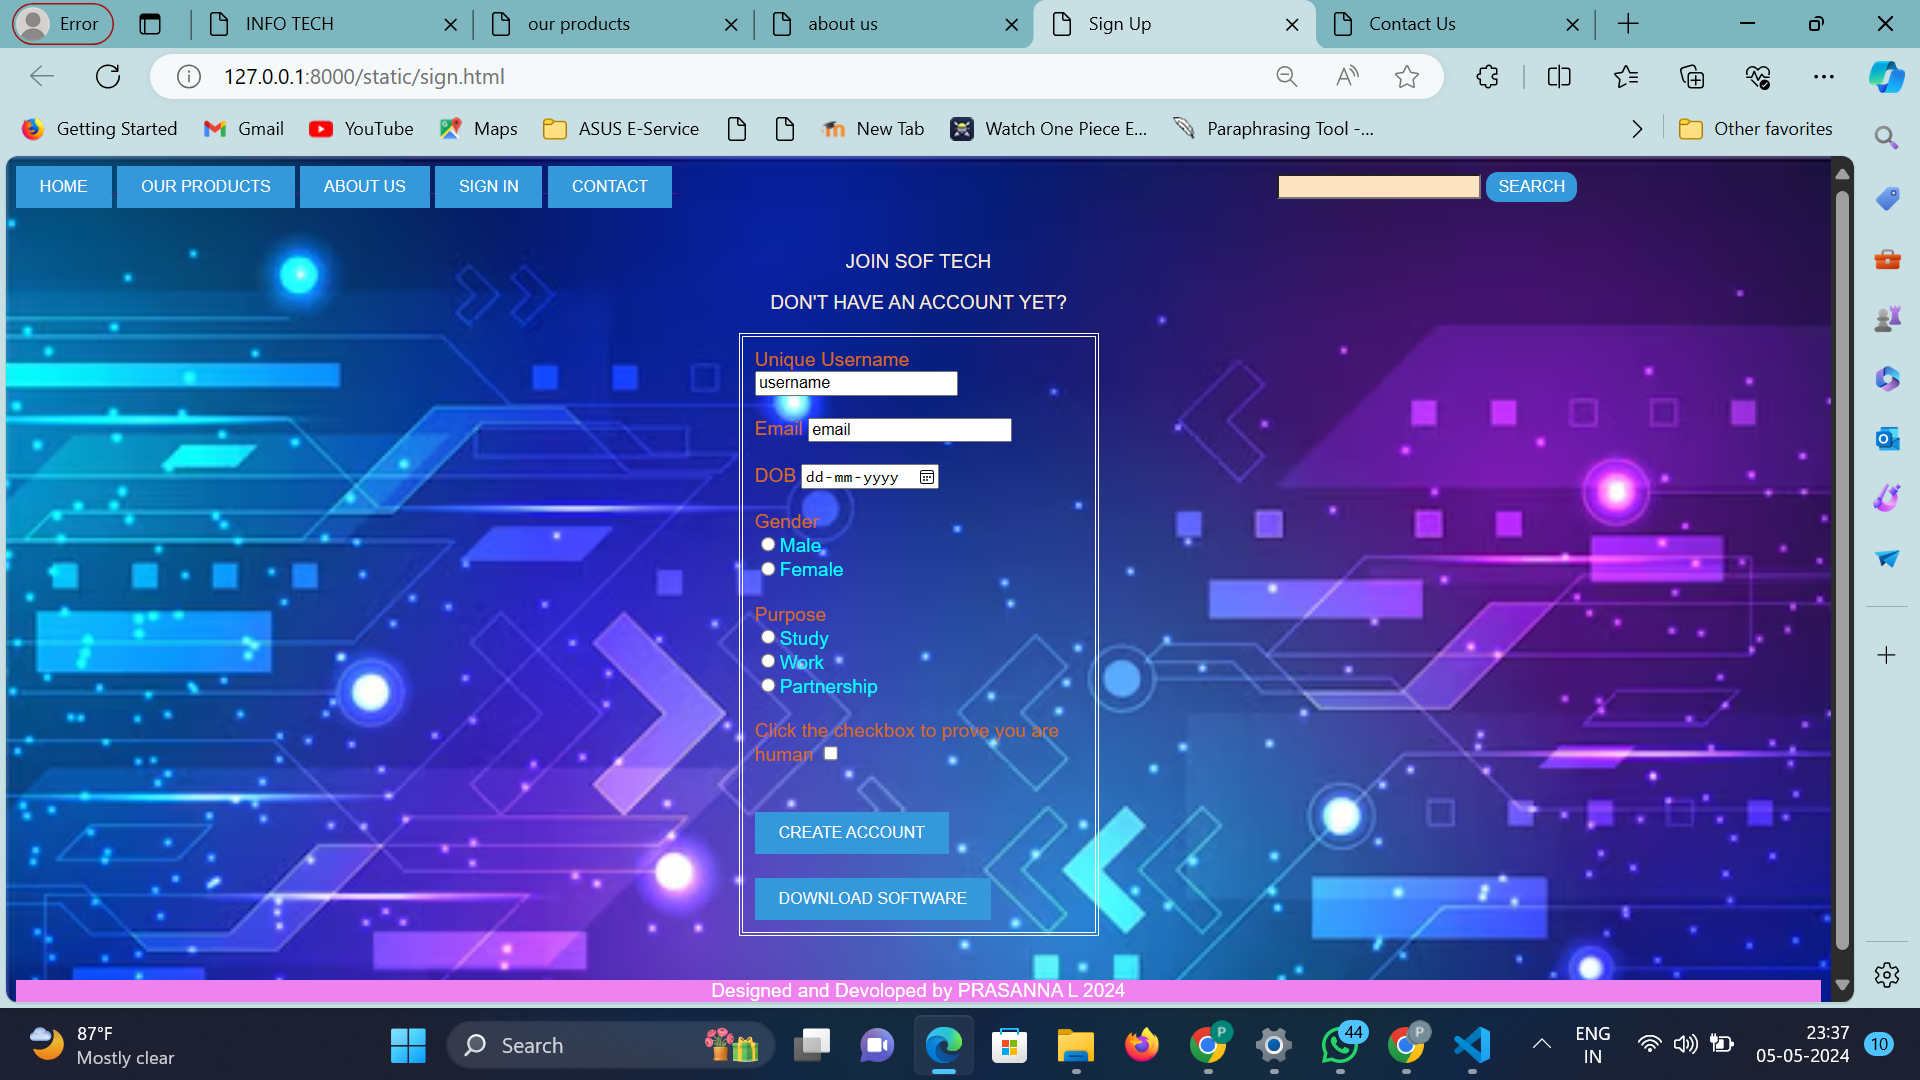 Error
INFO TECH
our products
about us
Sign Up
Contact Us
127.0.0.1:8000/static/sign.html
Getting Started
Gmail
YouTube
Maps
ASUS E-Service
New Tab
Watch One Piece E...
Paraphrasing Tool -...
Other favorites
HOME
OUR PRODUCTS
ABOUT US
SIGN IN
CONTACT
SEARCH
JOIN SOF TECH
DON'T HAVE AN ACCOUNT YET?
Unique Username
username
Email email
DOB dd-mm-yyyy
Gender
Male
Female
Purpose
Study
Work
Partnership
Click the checkbox to prove you are
human
CREATE ACCOUNT
DOWNLOAD SOFTWARE
Designed and Devoloped by PRASANNA L 2024
87°F
Mostly clear
Search
P
44
P
ENG
IN
23:37
05-05-2024
10